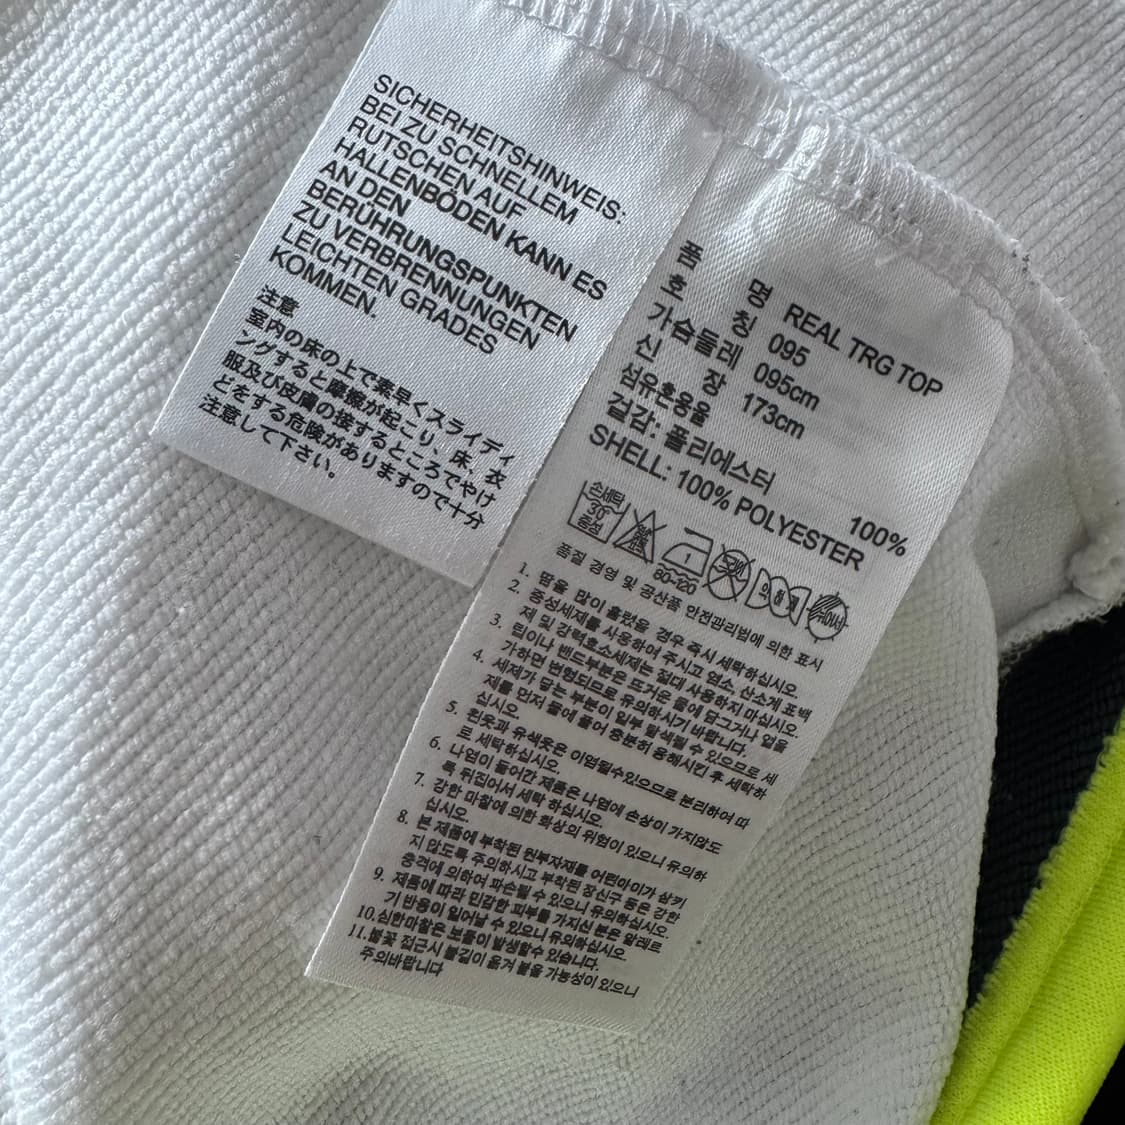 SICHERHEITSHINWEIS:
BEI ZU SCHNELLEM
RUTSCHEN AUF
HALLENBÖDEN KANN ES
AN DEN
BERÜHRUNGSPUNKTEN
ZU VERBRENNUNGEN
LEICHTEN GRADES
KOMMEN.
注意
室内の床の上で素早くスライディ
ングすると摩擦が起こり、床、衣
服及び皮膚の接するところでやけ
どをする危険がありますので十分
注意して下さい。
품 명 REAL TRG TOP
호 칭 095
가슴둘레 095cm
신 장 173cm
섬유혼용율
겉감: 폴리에스터 100%
SHELL: 100% POLYESTER
손세탁
30°
중성
80~120
약하게
품질 경영 및 공산품 안전관리법에 의한 표시
1. 땀을 많이 흘렸을 경우 즉시 세탁하십시오.
2. 중성세제를 사용하여 주시고 염소, 산소계 표백
제 및 강력효소세제는 절대 사용하지 마십시오.
3. 립이나 밴드부분은 뜨거운 물에 담그거나 열을
가하면 변형되므로 유의하시기 바랍니다.
4. 세제가 닿는 부분이 일부 탈색될 수 있으므로 세
제를 먼저 물에 풀어 충분히 용해시킨 후 세탁하
십시오.
5. 흰옷과 유색옷은 이염될수있으므로 분리하여 따
로 세탁하십시오.
6. 나염이 들어간 제품은 나염에 손상이 가지않도
록 뒤집어서 세탁 하십시오.
7. 강한 마찰에 의한 화상의 위험이 있으니 유의하
십시오.
8. 본 제품에 부착된 원부자재를 어린아이가 삼키
지 않도록 주의하시고 부착된 장신구 등은 강한
충격에 의하여 파손될 수 있으니 유의하십시오.
9. 제품에 따라 민감한 피부를 가지신 분은 알레르
기 반응이 일어날 수 있으니 유의하십시오.
10.심한마찰은 보풀이 발생할수 있습니다.
11.불꽃 접근시 불길이 옮겨 붙을 가능성이 있으니
주의바랍니다